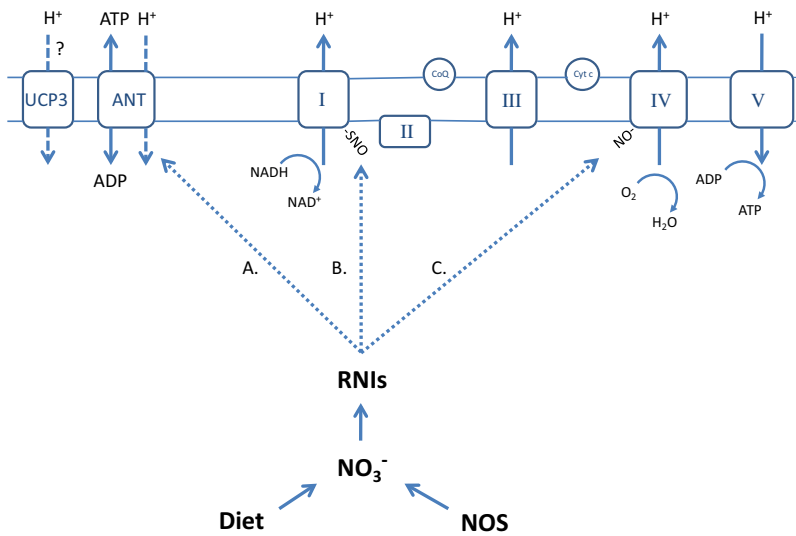 H⁺ ATP H⁺ H⁺ H⁺ H⁺ H⁺
?
CoQ Cyt c
UCP3 ANT I III IV V
II
-SNO NO-
NADH
NAD⁺
ADP
O₂
H₂O
ADP
ATP
A. B. C.
RNIs
NO₃⁻
Diet NOS